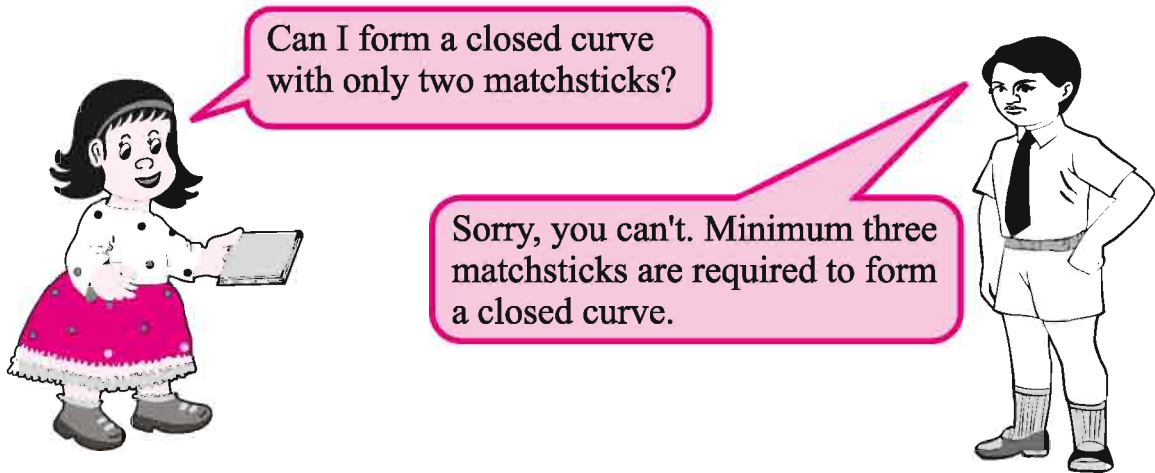 Can I form a closed curve
with only two matchsticks?
Sorry, you can't. Minimum three
matchsticks are required to form
a closed curve.